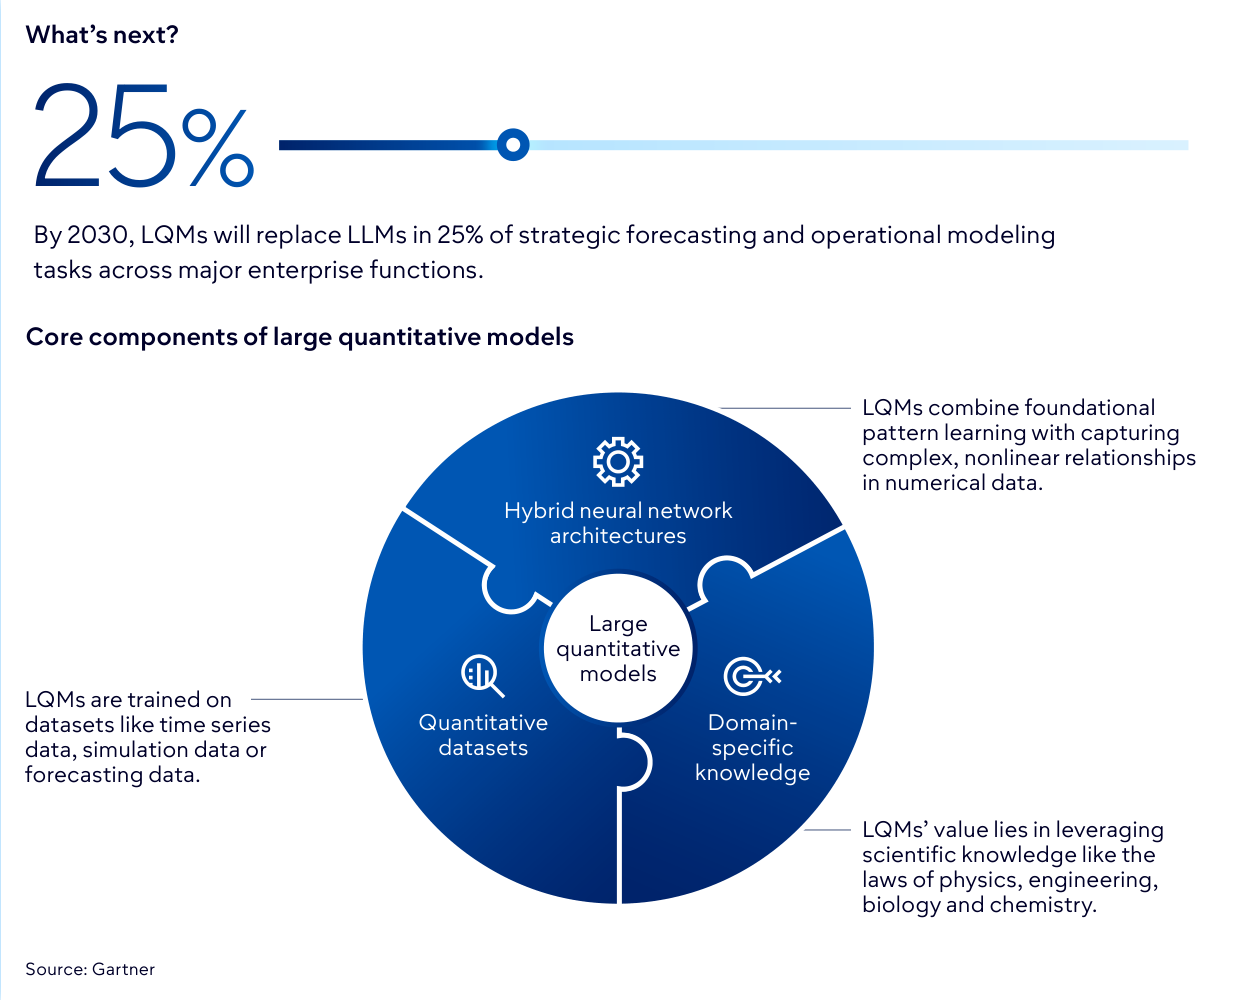 What’s next?
25%
By 2030, LQMs will replace LLMs in 25% of strategic forecasting and operational modeling
tasks across major enterprise functions.
Core components of large quantitative models
LQMs combine foundational
pattern learning with capturing
complex, nonlinear relationships
in numerical data.
Hybrid neural network
architectures
Large
quantitative
models
LQMs are trained on
datasets like time series
data, simulation data or
forecasting data.
Quantitative
datasets
Domain-
specific
knowledge
LQMs’ value lies in leveraging
scientific knowledge like the
laws of physics, engineering,
biology and chemistry.
Source: Gartner